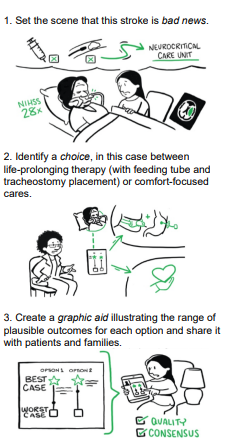 1. Set the scene that this stroke is bad news.
NEUROCRITICAL
CARE UNIT
NIHSS
28x
2. Identify a choice, in this case between
life-prolonging therapy (with feeding tube and
tracheostomy placement) or comfort-focused
cares.
3. Create a graphic aid illustrating the range of
plausible outcomes for each option and share it
with patients and families.
OPTION 1 OPTION 2
BEST
CASE
WORST
CASE
QUALITY
CONSENSUS